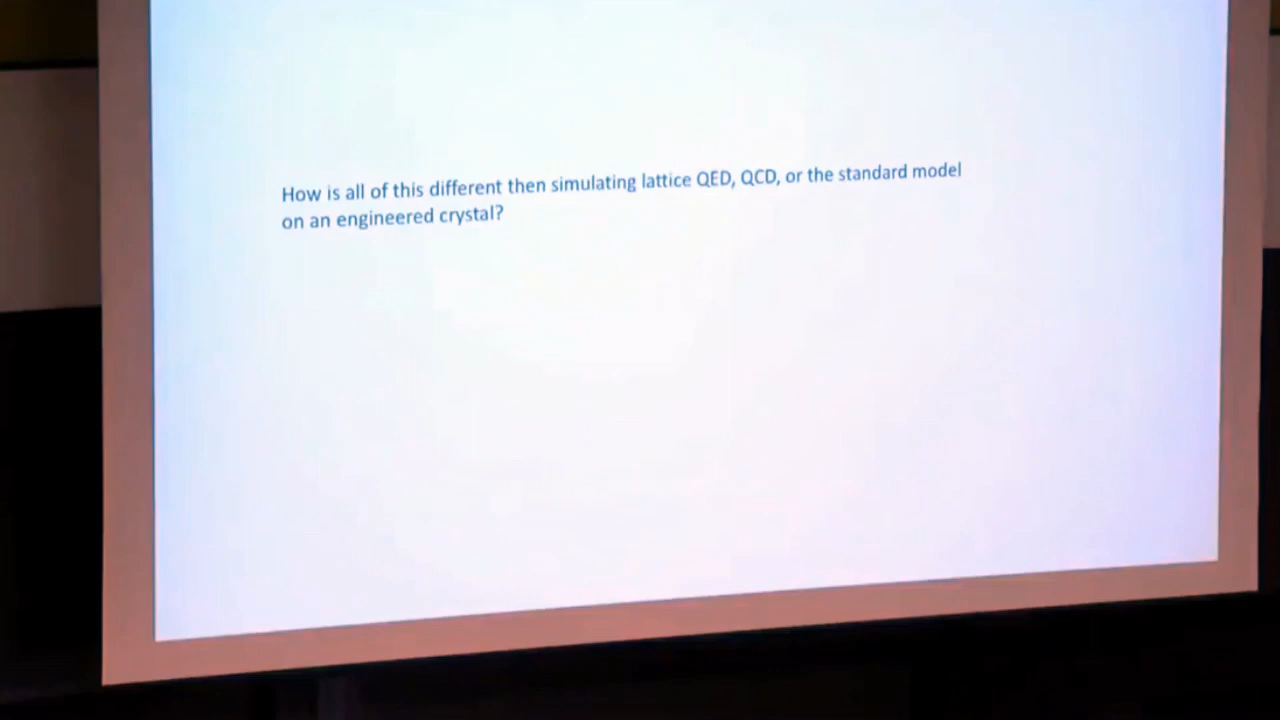 How is all of this different then simulating lattice QED, QCD, or the standard model
on an engineered crystal?